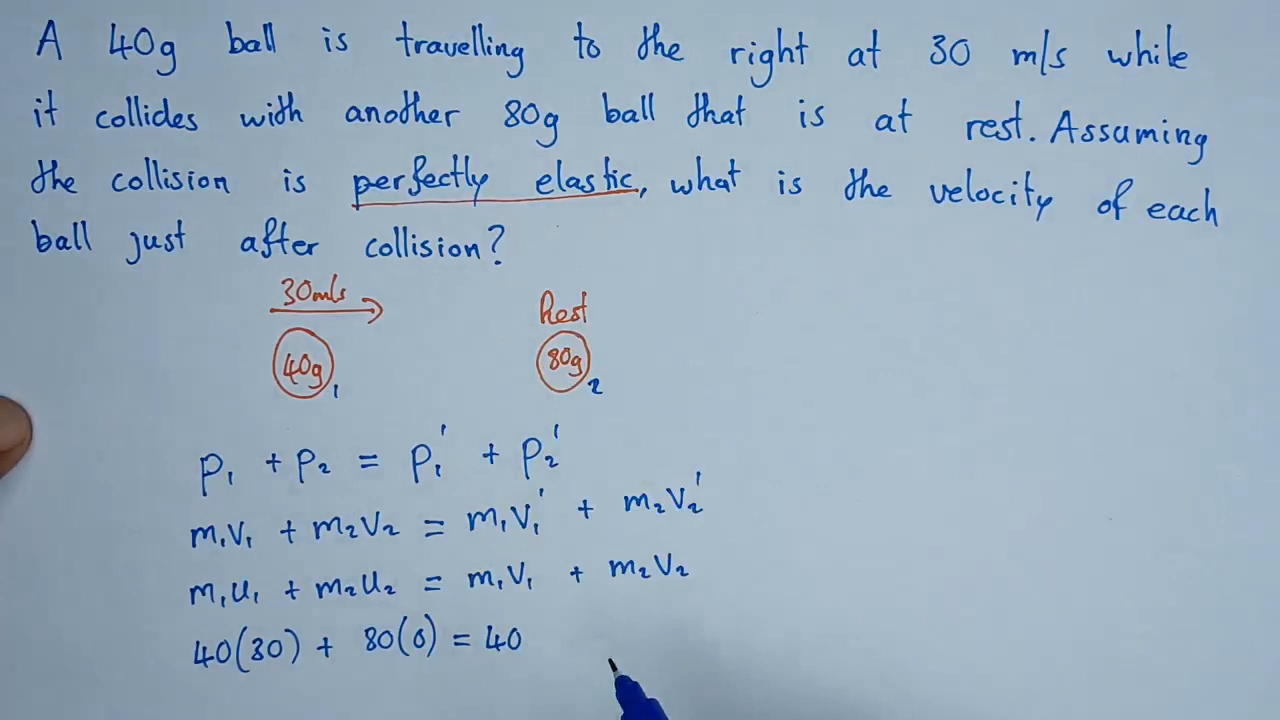 A 40g ball is travelling to the right at 30 m/s while
it collides with another 80g ball that is at rest. Assuming
the collision is perfectly elastic, what is the velocity of each
ball just after collision?
30m/s
Rest
40g 1
80g 2
P₁ + P₂ = P₁' + P₂'
m₁V₁ + m₂V₂ = m₁V₁' + m₂V₂'
m₁U₁ + m₂U₂ = m₁V₁ + m₂V₂
40(30) + 80(0) = 40